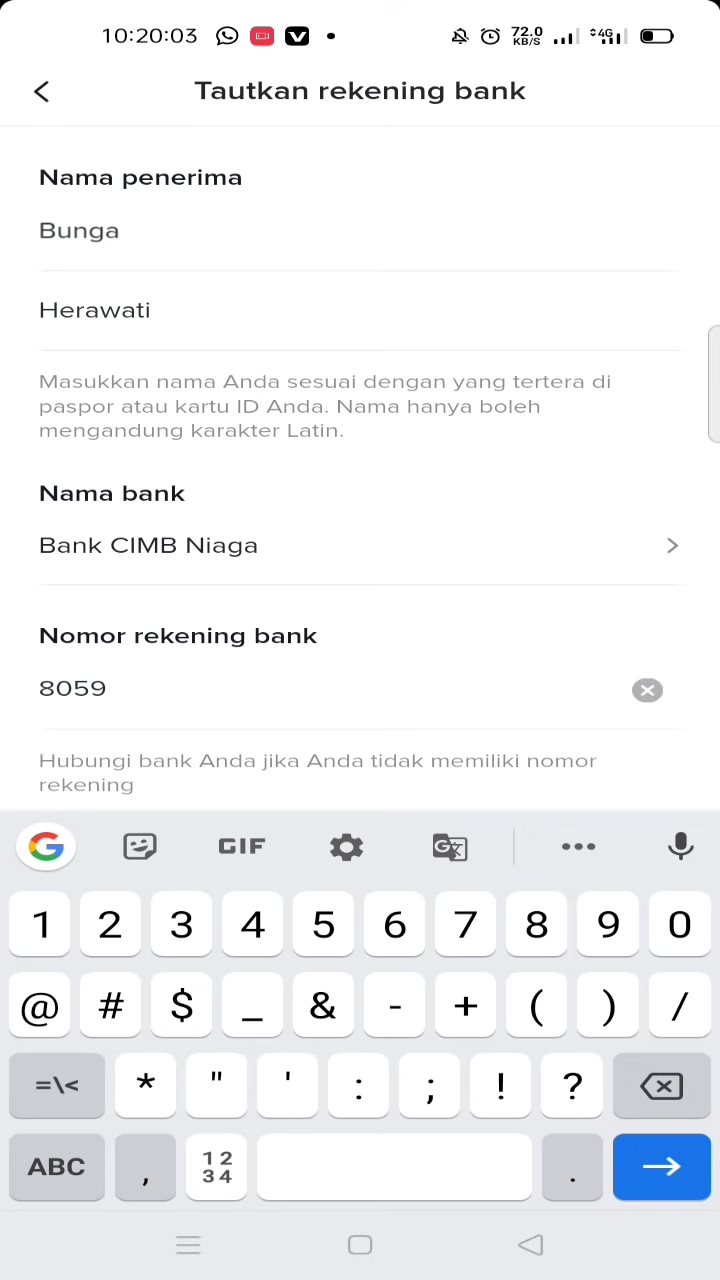 10:20:03 72.0 KB/S 4G
Tautkan rekening bank
Nama penerima
Bunga
Herawati
Masukkan nama Anda sesuai dengan yang tertera di
paspor atau kartu ID Anda. Nama hanya boleh
mengandung karakter Latin.
Nama bank
Bank CIMB Niaga
Nomor rekening bank
8059
Hubungi bank Anda jika Anda tidak memiliki nomor
rekening
GIF
1 2 3 4 5 6 7 8 9 0
@ # $ _ & - + ( ) /
=\< * " ' : ; ! ?
ABC , 1 2 3 4 .